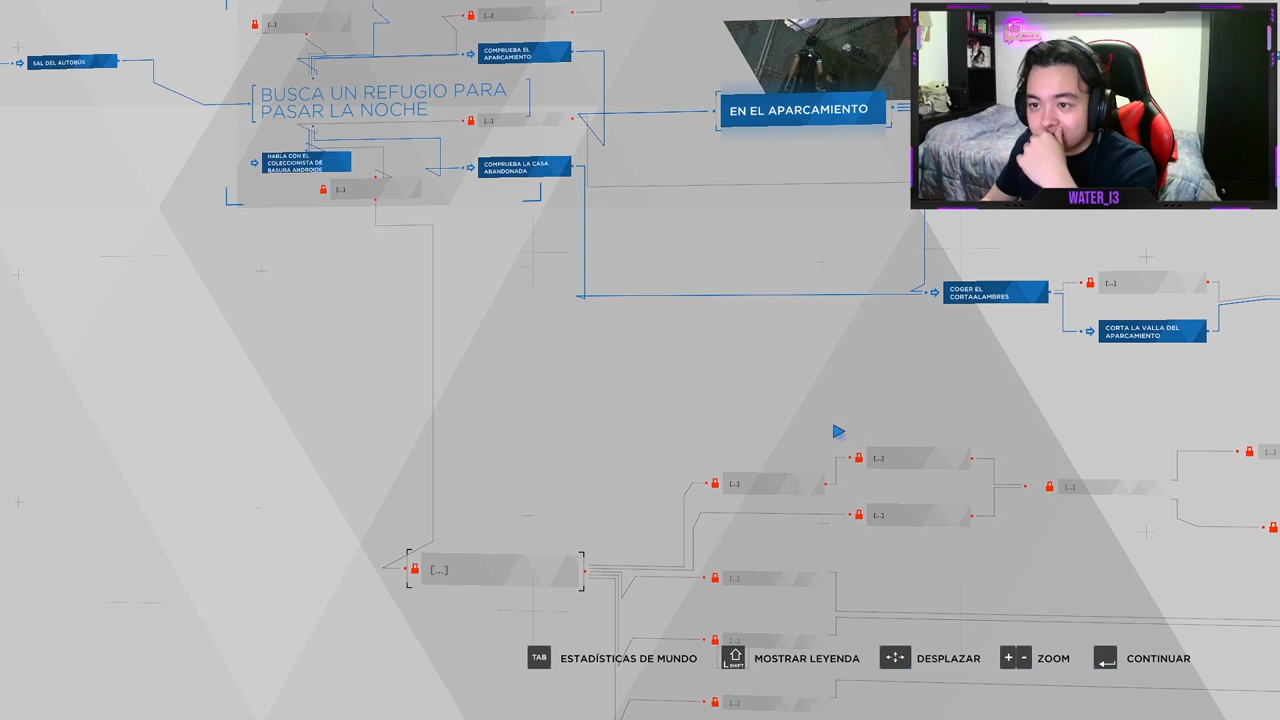 [...]
[...]
SAL DEL AUTOBÚS
COMPRUEBA EL
APARCAMIENTO
BUSCA UN REFUGIO PARA
PASAR LA NOCHE
[...]
EN EL APARCAMIENTO
HABLA CON EL
COLECCIONISTA DE
BASURA ANDROIDE
COMPRUEBA LA CASA
ABANDONADA
[...]
WATER_13
COGER EL
CORTAALAMBRES
[...]
CORTA LA VALLA DEL
APARCAMIENTO
[...]
[...]
[...]
[...]
[...]
[...]
[...]
[...]
[...]
TAB ESTADÍSTICAS DE MUNDO
L SHIFT MOSTRAR LEYENDA
DESPLAZAR
+ - ZOOM
CONTINUAR